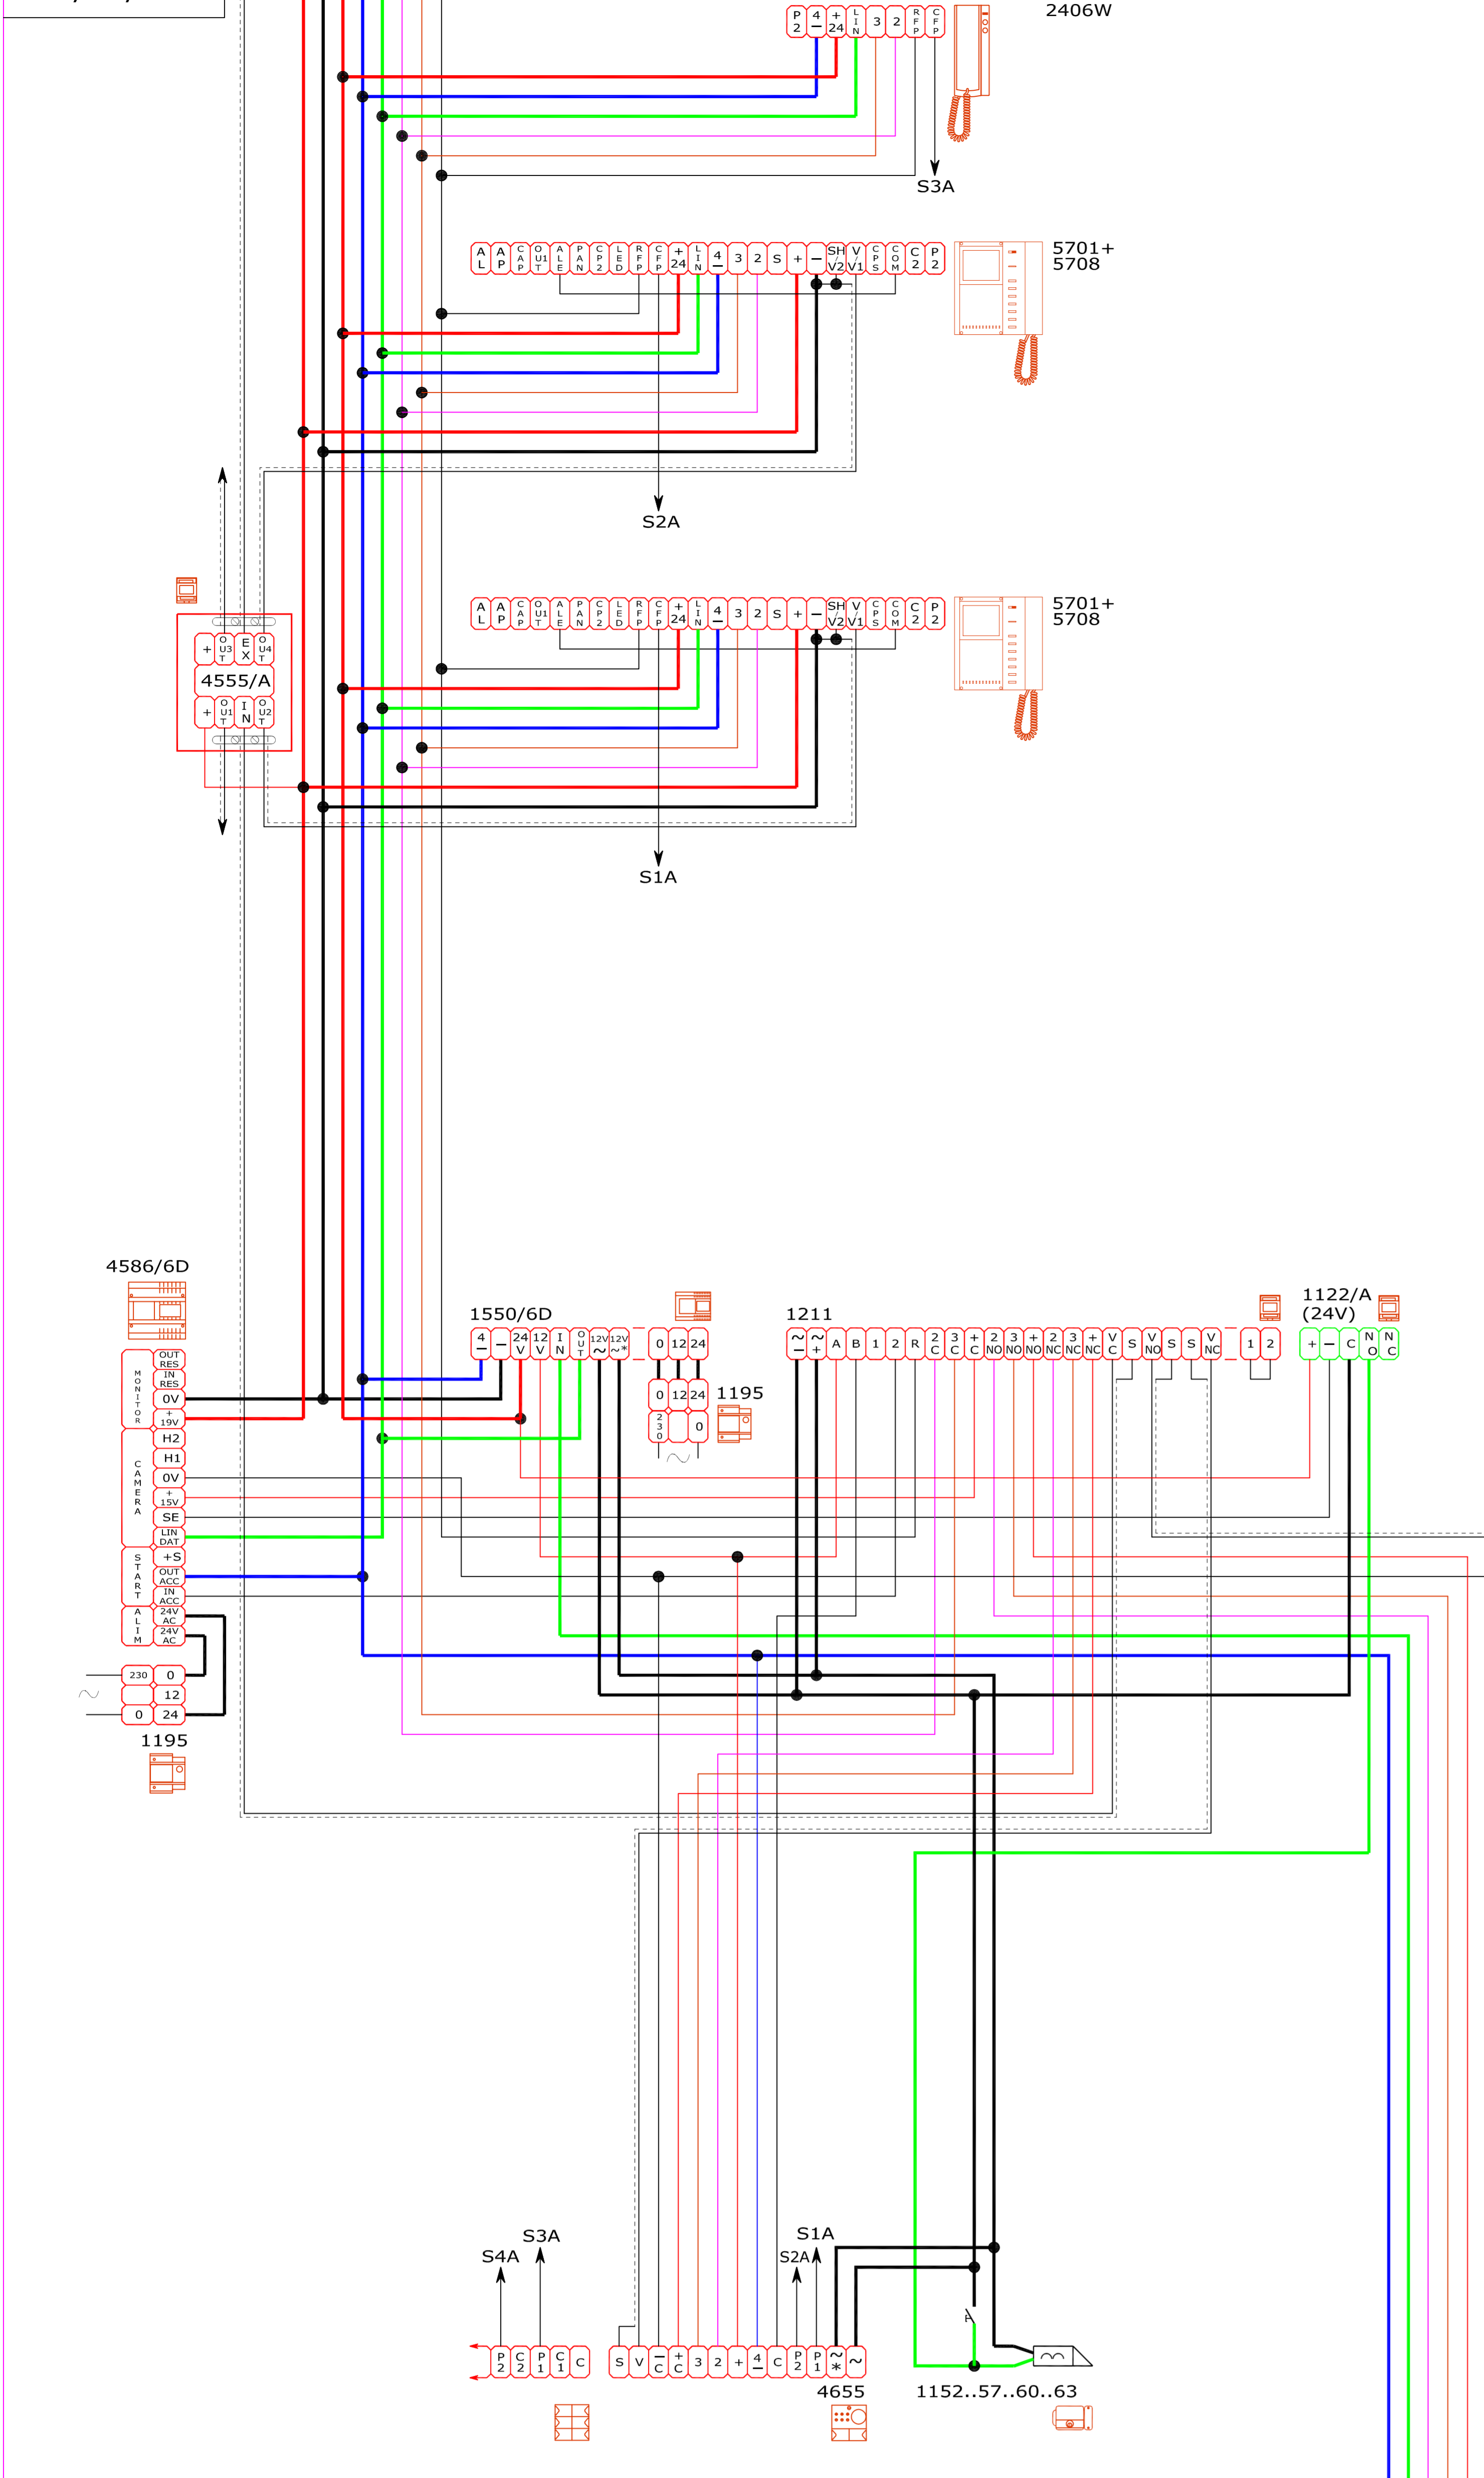 2406W
P2 4– +24 LIN 3 2 RFP CFP
S3A
AL AP CAP OUT1 ALE PAN CP2 LED RFP CFP +24 LIN 4– 3 2 S + – SH/V2 V/V1 CPS COM C2 P2
5701+
5708
S2A
AL AP CAP OUT1 ALE PAN CP2 LED RFP CFP +24 LIN 4– 3 2 S + – SH/V2 V/V1 CPS COM C2 P2
5701+
5708
+ OUT3 EX OUT4
4555/A
+ OUT1 IN OUT2
S1A
4586/6D
MONITOR
OUT RES
IN RES
0V
+ 19V
CAMERA
H2
H1
0V
+ 15V
SE
LIN DAT
START
+S
OUT ACC
IN ACC
ALIM
24V AC
24V AC
230 0
12
0 24
1195
1550/6D
4– – 24V 12V IN OUT 12V~ 12V~*
0 12 24
0 12 24
230 0
1195
1211
~– ~+ A B 1 2 R 2C 3C +C 2NO 3NO +NO 2NC 3NC +NC VC S VNO S S VNC
1 2
1122/A
(24V)
+ – C NO NC
S4A
S3A
S2A
S1A
P2 C2 P1 C1 C
S V –C +C 3 2 + 4– C P2 P1 ~* ~
4655
1152..57..60..63